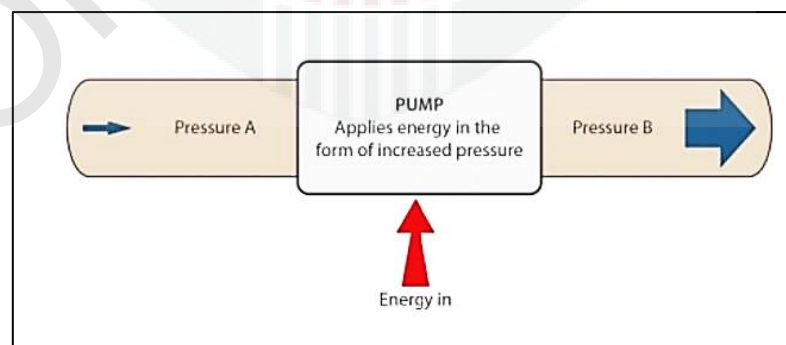 PUMP
Pressure A
Applies energy in the
form of increased pressure
Pressure B
Energy in